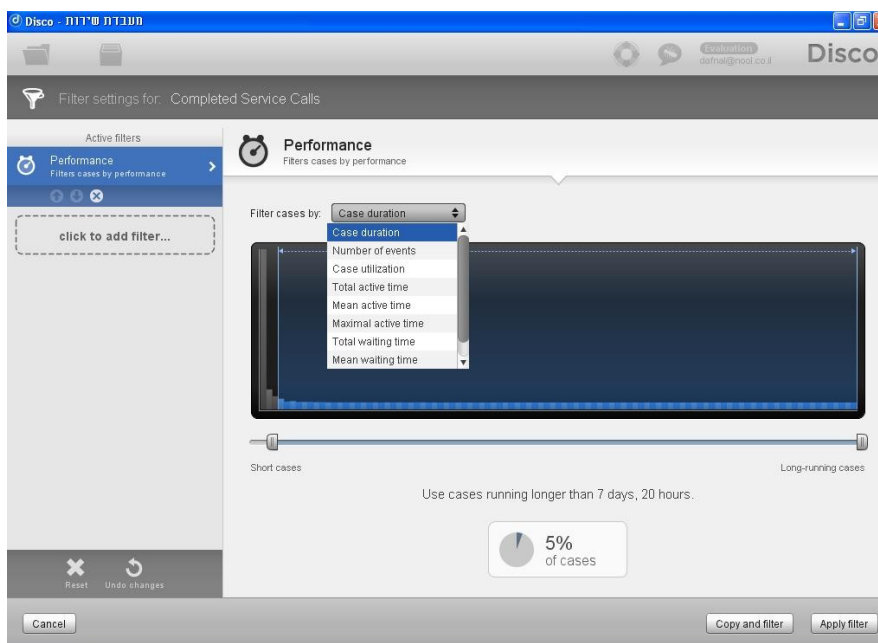 Disco - מעבדת שירות
Evaluation
dafnal@nool.co.il
Disco
Filter settings for: Completed Service Calls
Active filters
Performance
Filters cases by performance
click to add filter...
Performance
Filters cases by performance
Filter cases by: Case duration
Case duration
Number of events
Case utilization
Total active time
Mean active time
Maximal active time
Total waiting time
Mean waiting time
Short cases
Long-running cases
Use cases running longer than 7 days, 20 hours.
5%
of cases
Reset
Undo changes
Cancel
Copy and filter
Apply filter